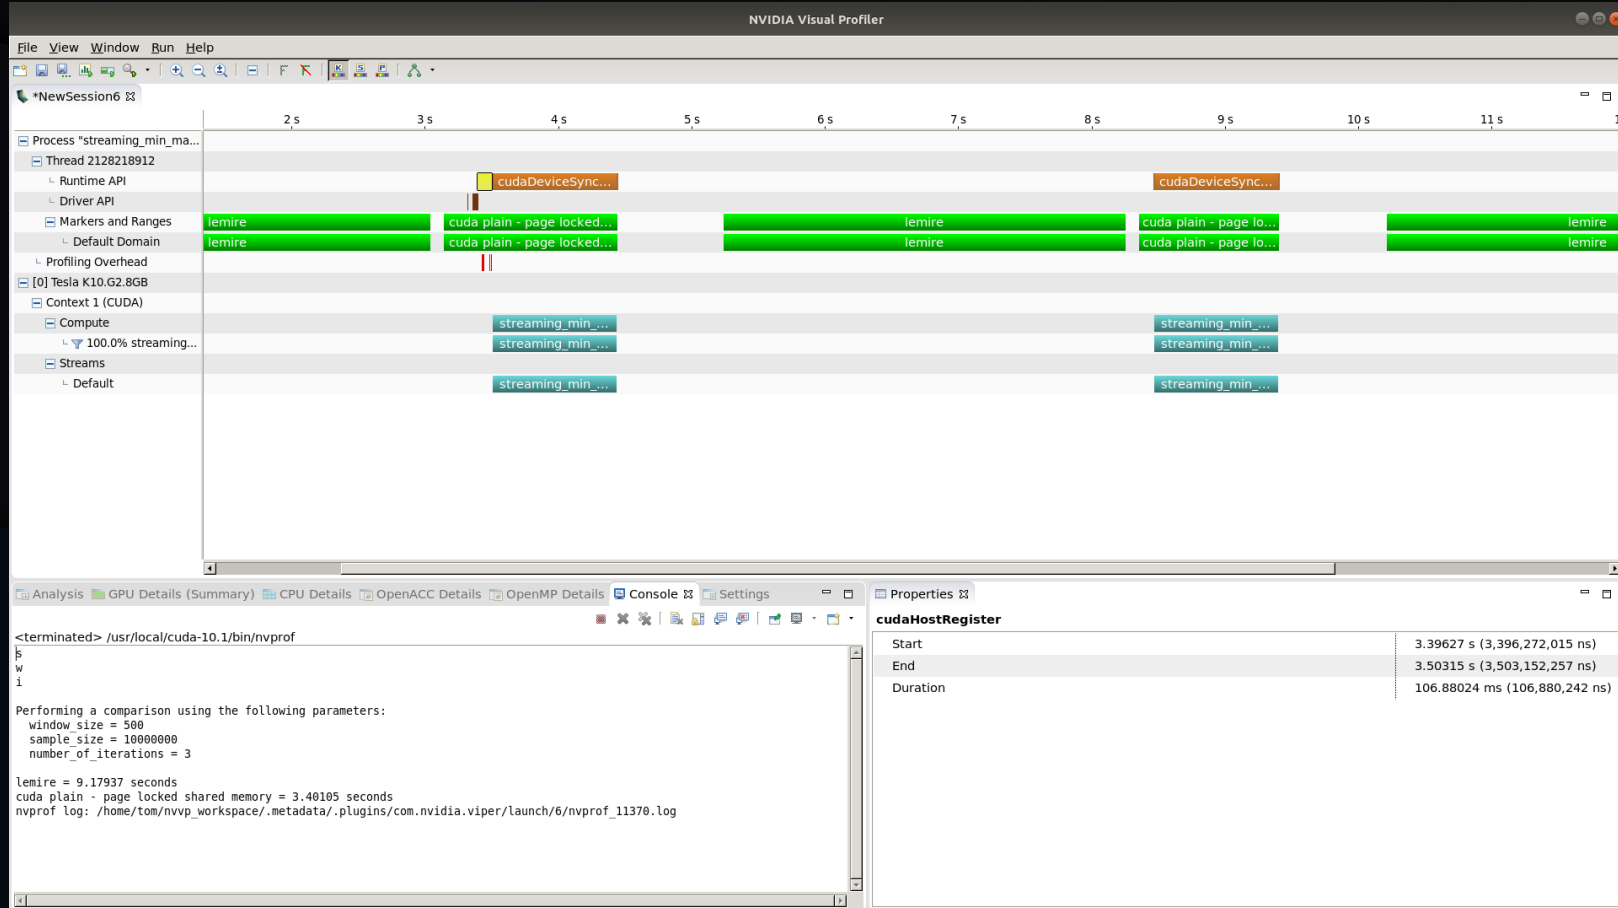 NVIDIA Visual Profiler
File View Window Run Help
*NewSession6
2 s 3 s 4 s 5 s 6 s 7 s 8 s 9 s 10 s 11 s 1
Process "streaming_min_ma...
Thread 2128218912
Runtime API cudaDeviceSync... cudaDeviceSync...
Driver API
Markers and Ranges lemire cuda plain - page locked... lemire cuda plain - page lo... lemire
Default Domain lemire cuda plain - page locked... lemire cuda plain - page lo... lemire
Profiling Overhead
[0] Tesla K10.G2.8GB
Context 1 (CUDA)
Compute streaming_min_... streaming_min_...
100.0% streaming... streaming_min_... streaming_min_...
Streams
Default streaming_min_... streaming_min_...
Analysis GPU Details (Summary) CPU Details OpenACC Details OpenMP Details Console Settings
<terminated> /usr/local/cuda-10.1/bin/nvprof
s
w
i
Performing a comparison using the following parameters:
window_size = 500
sample_size = 10000000
number_of_iterations = 3
lemire = 9.17937 seconds
cuda plain - page locked shared memory = 3.40105 seconds
nvprof log: /home/tom/nvvp_workspace/.metadata/.plugins/com.nvidia.viper/launch/6/nvprof_11370.log
Properties
cudaHostRegister
Start 3.39627 s (3,396,272,015 ns)
End 3.50315 s (3,503,152,257 ns)
Duration 106.88024 ms (106,880,242 ns)